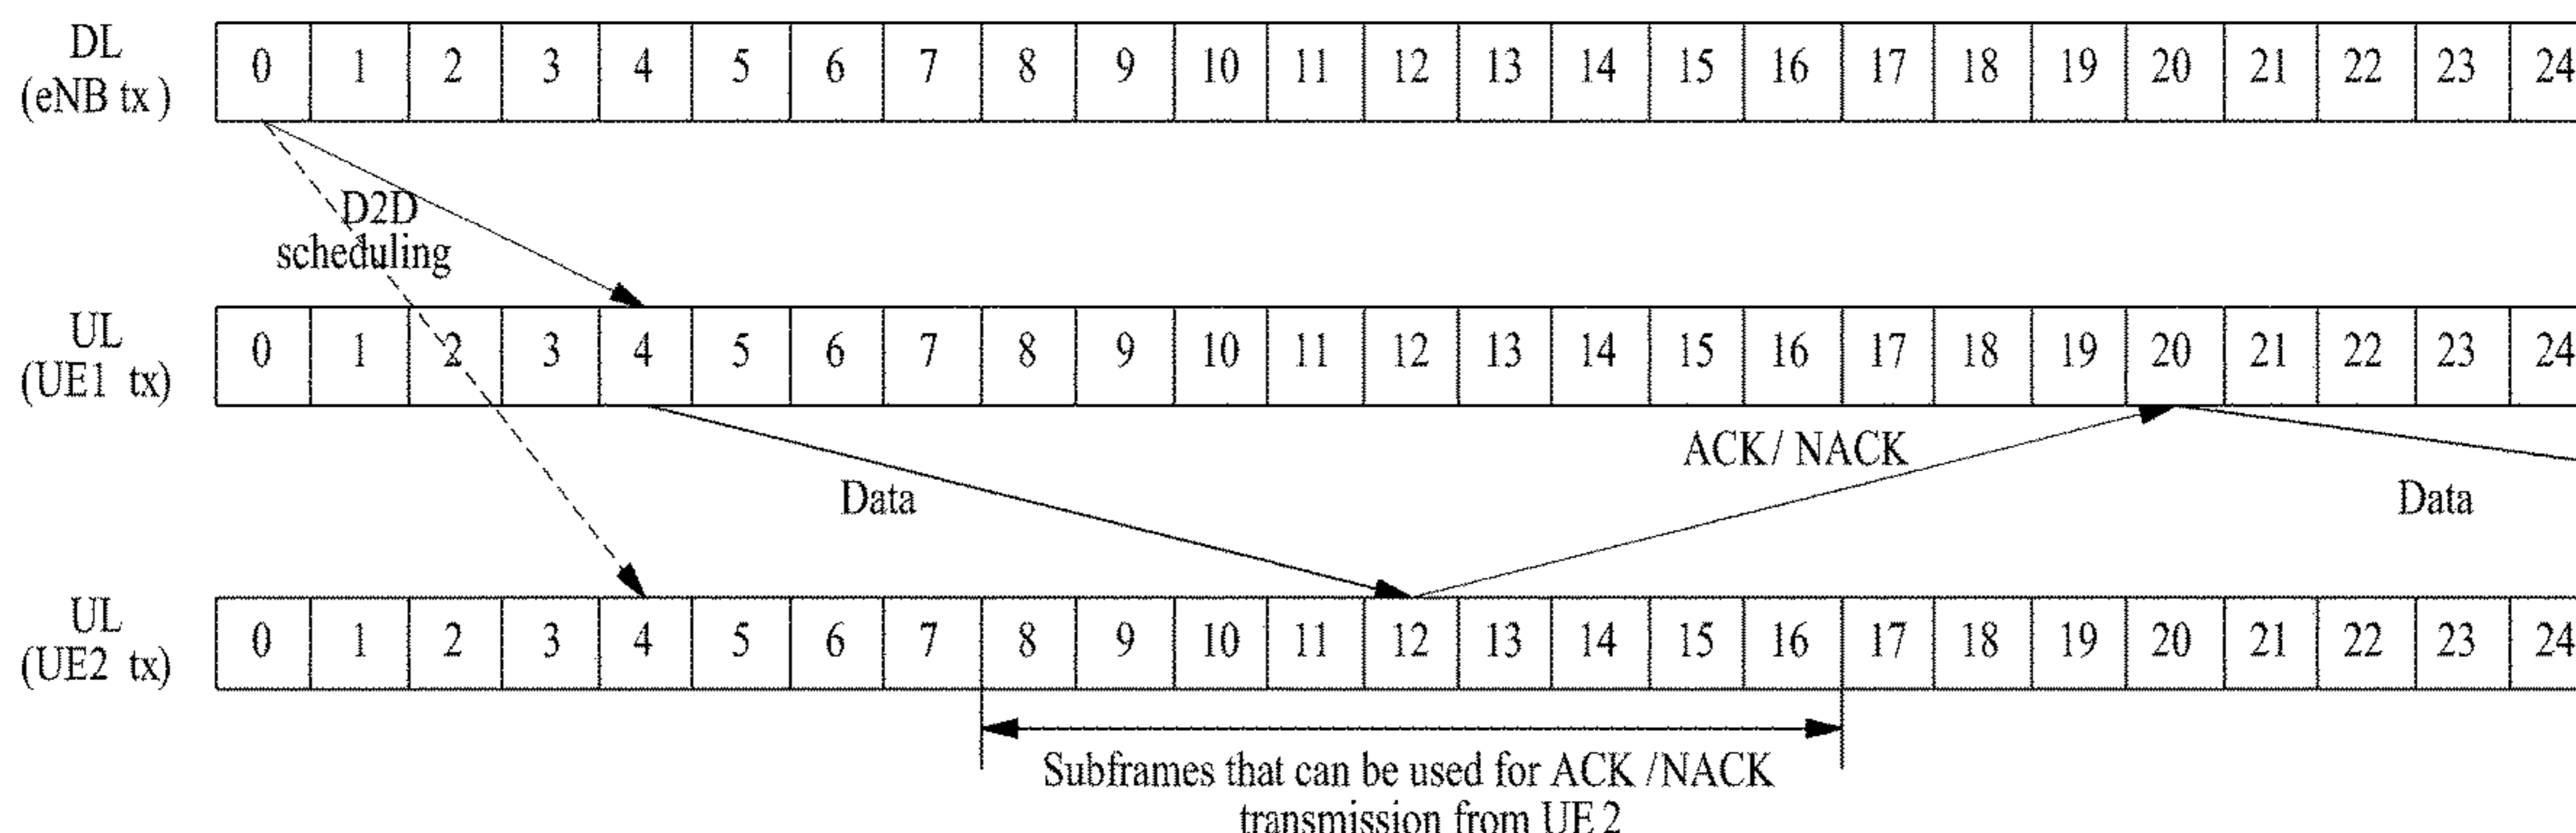 DL
(eNB tx )
0 1 2 3 4 5 6 7 8 9 10 11 12 13 14 15 16 17 18 19 20 21 22 23 24
D2D
scheduling
UL
(UE1 tx)
0 1 2 3 4 5 6 7 8 9 10 11 12 13 14 15 16 17 18 19 20 21 22 23 24
ACK / NACK
Data
Data
UL
(UE2 tx)
0 1 2 3 4 5 6 7 8 9 10 11 12 13 14 15 16 17 18 19 20 21 22 23 24
Subframes that can be used for ACK /NACK
transmission from UE 2